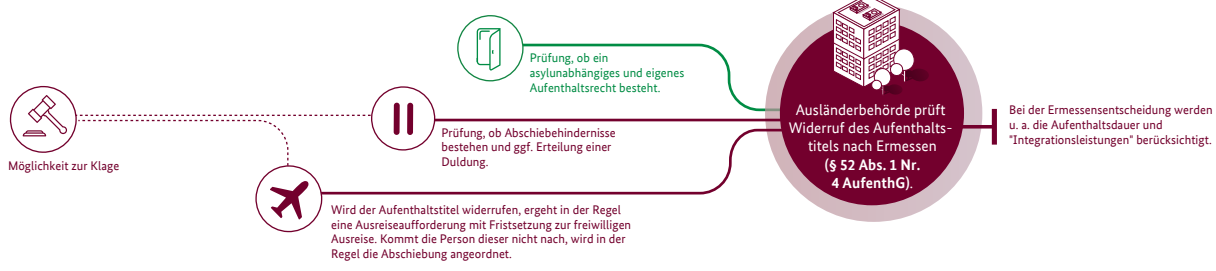 Prüfung, ob ein
asylunabhängiges und eigenes
Aufenthaltsrecht besteht.
Ausländerbehörde prüft
Widerruf des Aufenthalts-
titels nach Ermessen
(§ 52 Abs. 1 Nr.
4 AufenthG).
Bei der Ermessensentscheidung werden
u. a. die Aufenthaltsdauer und
"Integrationsleistungen" berücksichtigt.
Prüfung, ob Abschiebehindernisse
bestehen und ggf. Erteilung einer
Duldung.
Möglichkeit zur Klage
Wird der Aufenthaltstitel widerrufen, ergeht in der Regel
eine Ausreiseaufforderung mit Fristsetzung zur freiwilligen
Ausreise. Kommt die Person dieser nicht nach, wird in der
Regel die Abschiebung angeordnet.